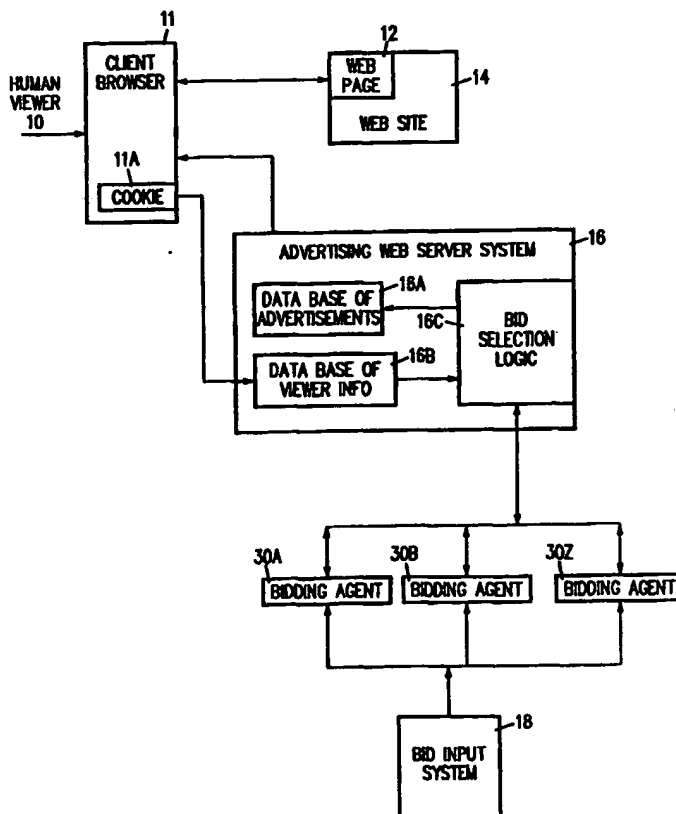 11
CLIENT
BROWSER
HUMAN
VIEWER
10
11A
COOKIE
12
WEB
PAGE
14
WEB SITE
ADVERTISING WEB SERVER SYSTEM
16
16A
DATA BASE OF
ADVERTISEMENTS
16C
BID
SELECTION
LOGIC
16B
DATA BASE OF
VIEWER INFO
30A
BIDDING AGENT
30B
BIDDING AGENT
30Z
BIDDING AGENT
18
BID INPUT
SYSTEM